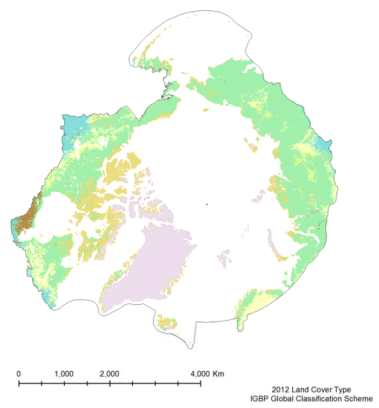 0 1,000 2,000 4,000 Km
2012 Land Cover Type
IGBP Global Classification Scheme